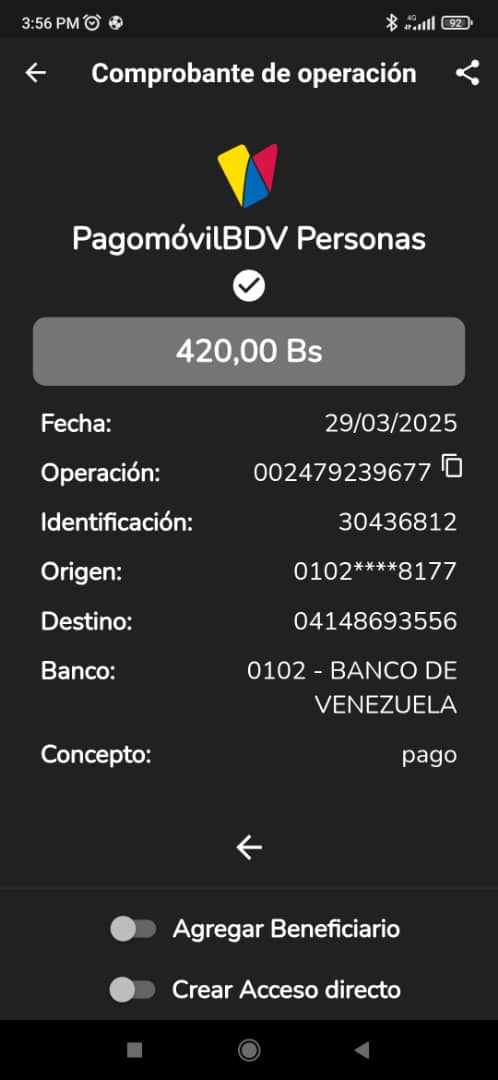 3:56 PM
4G
92
Comprobante de operación
PagomóvilBDV Personas
420,00 Bs
Fecha: 29/03/2025
Operación: 002479239677
Identificación: 30436812
Origen: 0102****8177
Destino: 04148693556
Banco: 0102 - BANCO DE
VENEZUELA
Concepto: pago
Agregar Beneficiario
Crear Acceso directo